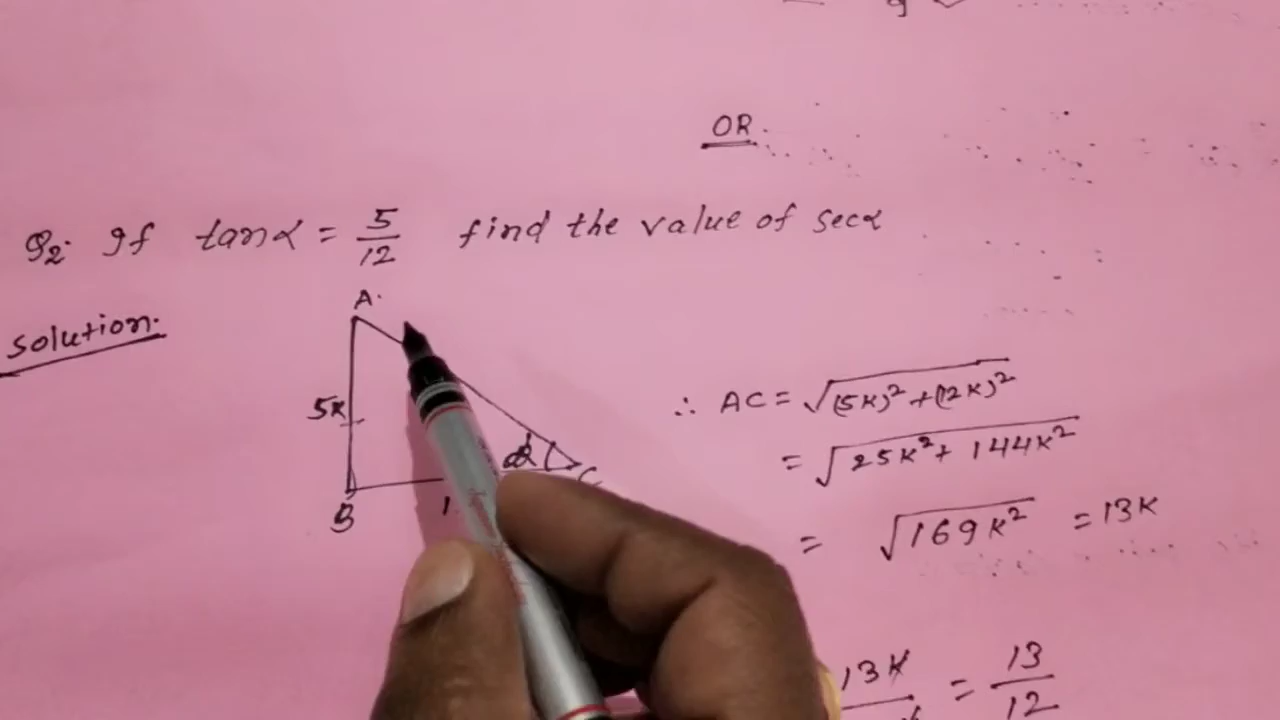 OR.
Q2. If tanα = 5/12 find the value of secα
Solution.
A.
5K
α
B
C
∴ AC = √(5K)² + (12K)²
= √25K² + 144K²
= √169K² = 13K
13K = 13/12